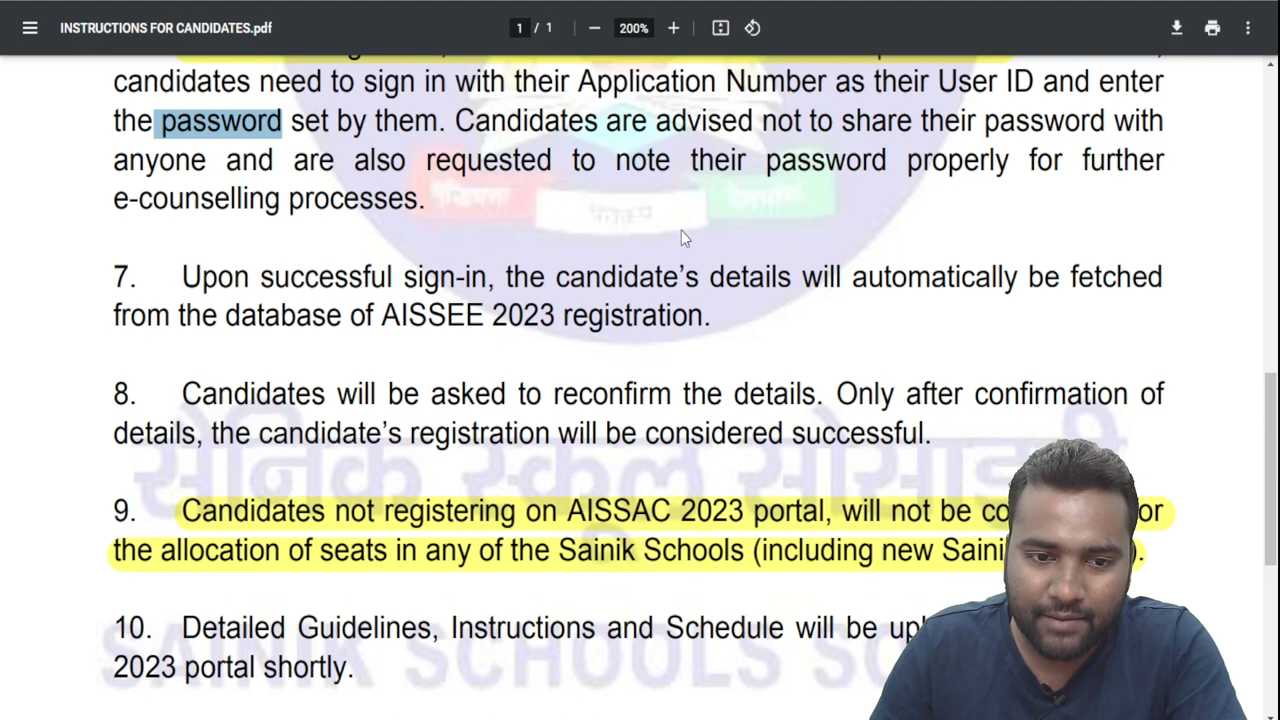 INSTRUCTIONS FOR CANDIDATES.pdf
1 / 1
200%
candidates need to sign in with their Application Number as their User ID and enter
the password set by them. Candidates are advised not to share their password with
anyone and are also requested to note their password properly for further
e-counselling processes.
7. Upon successful sign-in, the candidate's details will automatically be fetched
from the database of AISSEE 2023 registration.
8. Candidates will be asked to reconfirm the details. Only after confirmation of
details, the candidate's registration will be considered successful.
9. Candidates not registering on AISSAC 2023 portal, will not be
the allocation of seats in any of the Sainik Schools (including new
10. Detailed Guidelines, Instructions and Schedule will be
2023 portal shortly.
सैनिक स्कूल
SAINIK SCHOOLS